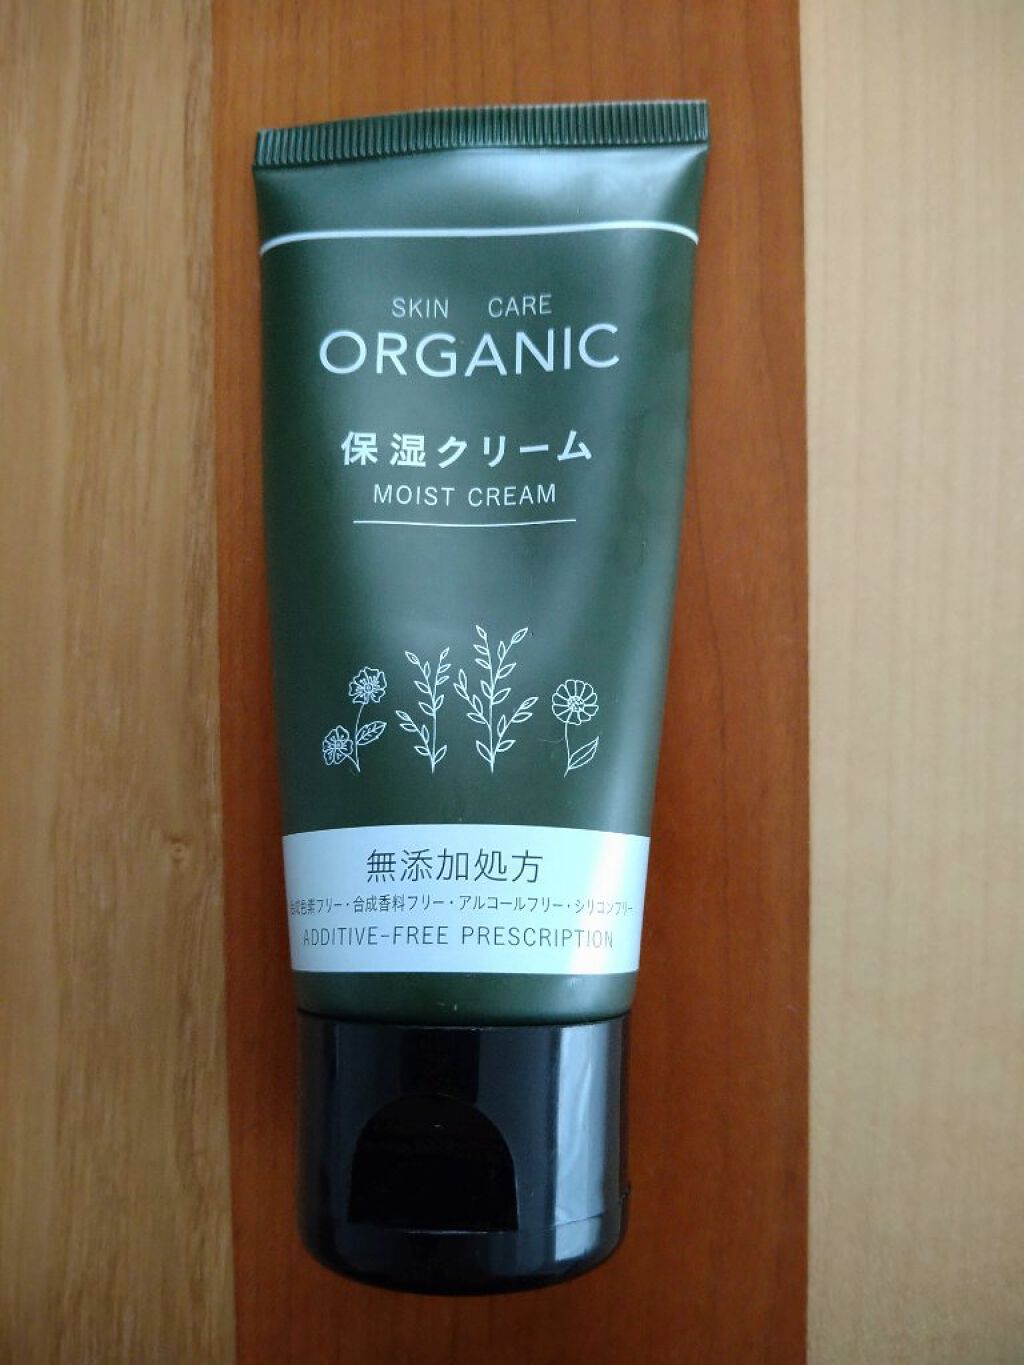 SKIN CARE
ORGANIC
保湿クリーム
MOIST CREAM
無添加処方
合成色素フリー・合成香料フリー・アルコールフリー・シリコンフリー
ADDITIVE-FREE PRESCRIPTION